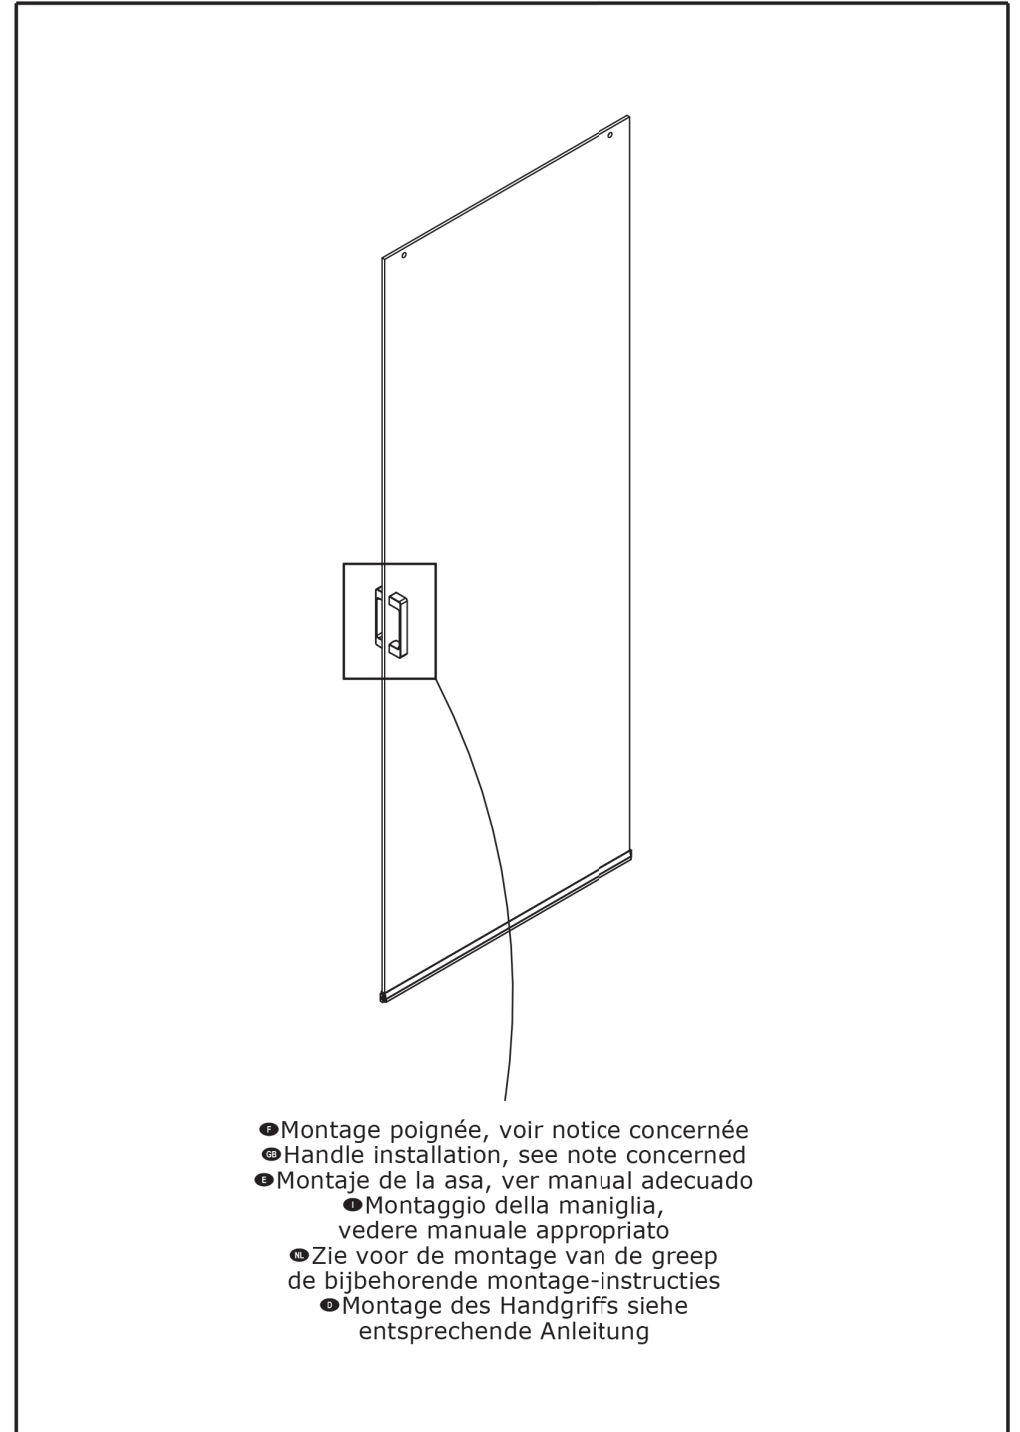 F Montage poignée, voir notice concernée
GB Handle installation, see note concerned
E Montaje de la asa, ver manual adecuado
I Montaggio della maniglia,
vedere manuale appropriato
NL Zie voor de montage van de greep
de bijbehorende montage-instructies
D Montage des Handgriffs siehe
entsprechende Anleitung